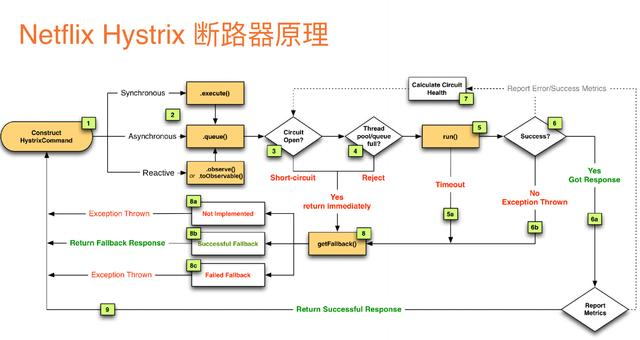 Netflix Hystrix 断路器原理
Calculate Circuit
Health
7
Report Error/Success Metrics
Synchronous
.execute()
1
2
Construct
HystrixCommand
Asynchronous
.queue()
Circuit
Open?
3
Thread
pool/queue
full?
4
run()
5
Success?
6
Reactive
.observe()
or .toObservable()
Short-circuit
Reject
Timeout
Yes
Got Response
Yes
return immediately
No
Exception Thrown
8a
Exception Thrown
Not Implemented
5a
6a
6b
8b
Return Fallback Response
Successful Fallback
getFallback()
8
8c
Exception Thrown
Failed Fallback
9
Return Successful Response
Report
Metrics